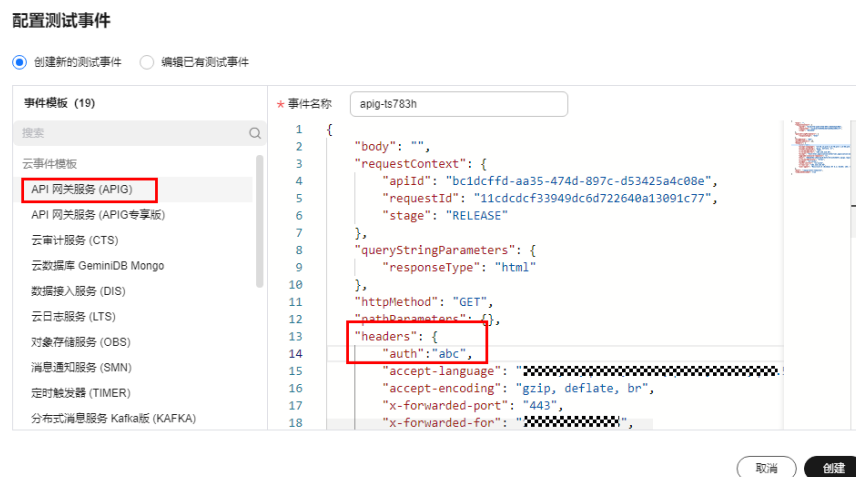 配置测试事件
创建新的测试事件 编辑已有测试事件
事件模板（19）
搜索
云事件模板
API 网关服务 (APIG)
API 网关服务 (APIG专享版)
云审计服务 (CTS)
云数据库 GeminiDB Mongo
数据接入服务 (DIS)
云日志服务 (LTS)
对象存储服务 (OBS)
消息通知服务 (SMN)
定时触发器 (TIMER)
分布式消息服务 Kafka版 (KAFKA)
* 事件名称 apig-ts783h
1 {
2 "body": "",
3 "requestContext": {
4 "apiId": "bc1dcffd-aa35-474d-897c-d53425a4c08e",
5 "requestId": "11cdcdcf33949dc6d722640a13091c77",
6 "stage": "RELEASE"
7 },
8 "queryStringParameters": {
9 "responseType": "html"
10 },
11 "httpMethod": "GET",
12 "pathParameters": {},
13 "headers": {
14 "auth":"abc",
15 "accept-language": "
16 "accept-encoding": "gzip, deflate, br",
17 "x-forwarded-port": "443",
18 "x-forwarded-for": "",
取消 创建